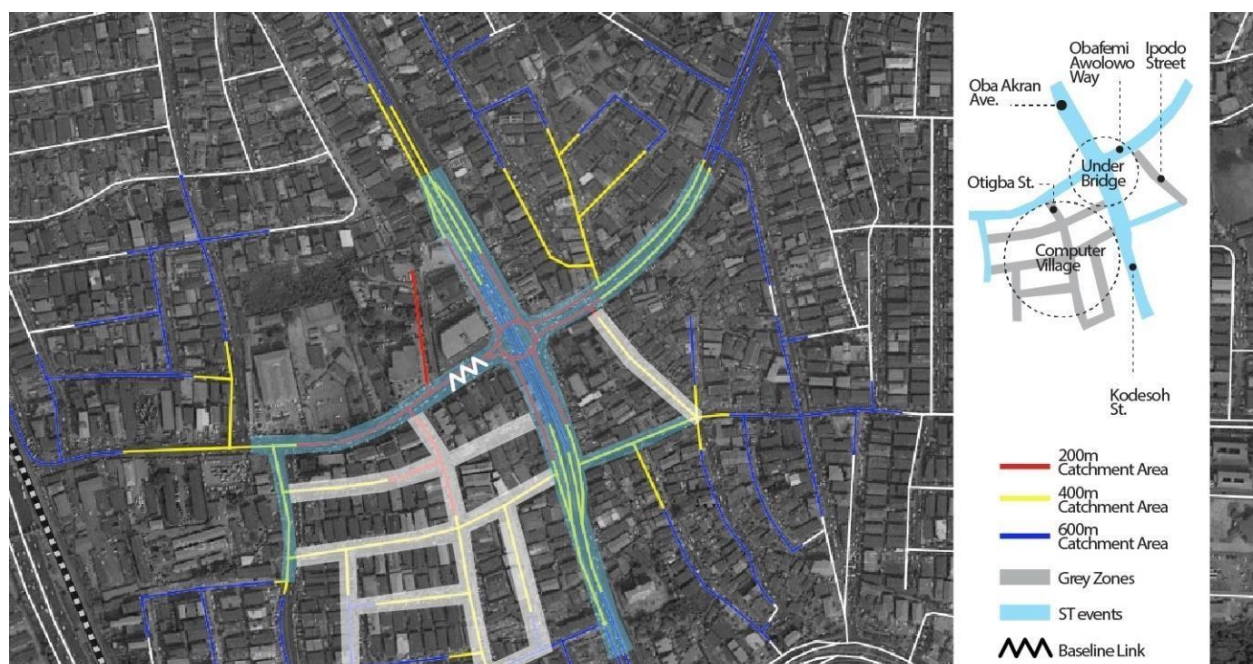 Obafemi
Awolowo
Way
Ipodo
Street
Oba Akran
Ave.
Under
Bridge
Otigba St.
Computer
Village
Kodesoh
St.
200m
Catchment Area
400m
Catchment Area
600m
Catchment Area
Grey Zones
ST events
Baseline Link